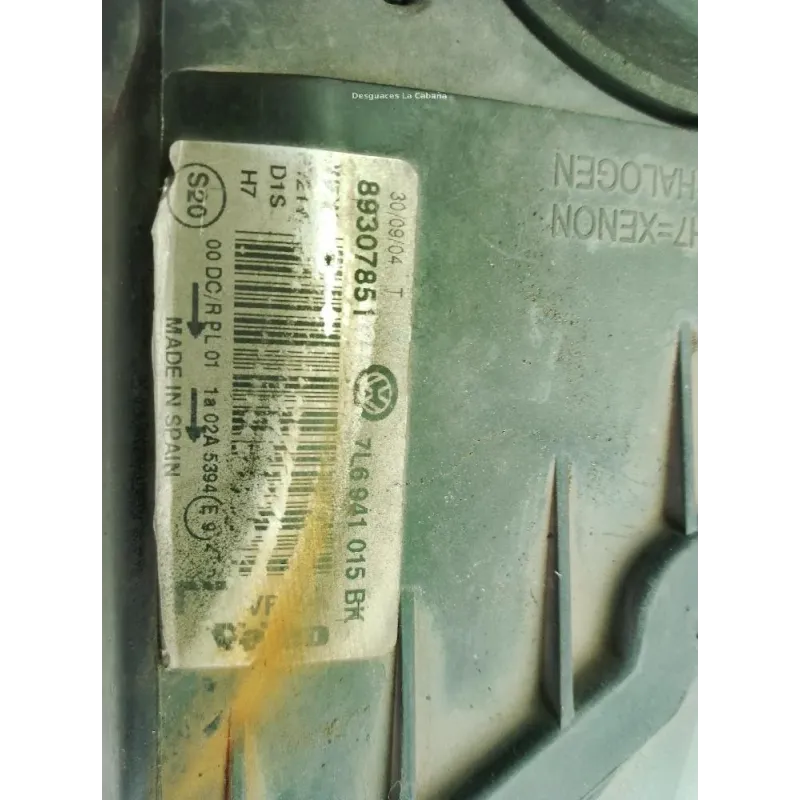 Desguaces La Cabaña
30/09/04 T
89307851
7L6 941 015 BK
D1S
H7
S20
00 DC/R PL 01 1a 02A 5394 E 9
MADE IN SPAIN
H7=XENON
HALOGEN